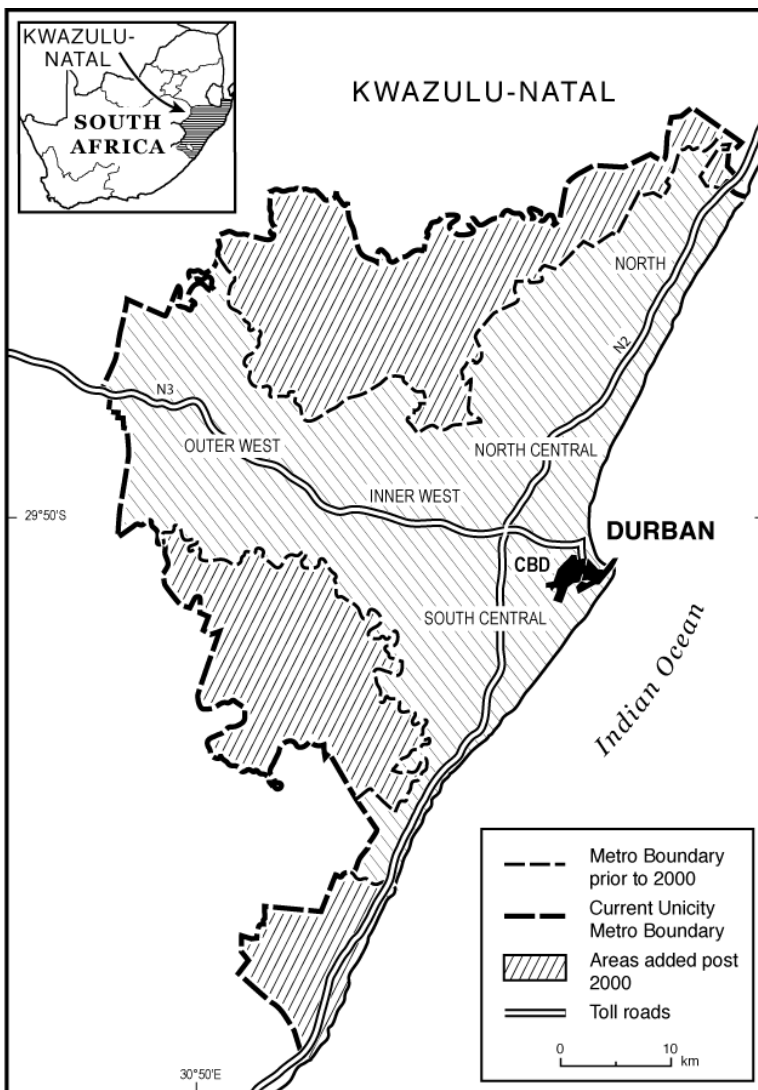 KWAZULU-
NATAL
SOUTH
AFRICA
KWAZULU-NATAL
NORTH
N2
N3
OUTER WEST
NORTH CENTRAL
INNER WEST
29°50'S
DURBAN
CBD
SOUTH CENTRAL
Indian Ocean
Metro Boundary
prior to 2000
Current Unicity
Metro Boundary
Areas added post
2000
Toll roads
0 10
km
30°50'E